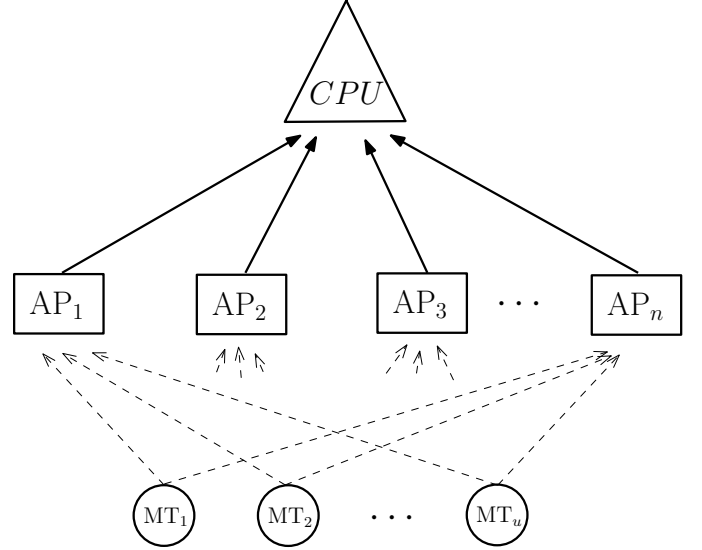 CPU
AP₁ AP₂ AP₃ ⋯ APₙ
MT₁ MT₂ ⋯ MTᵤ